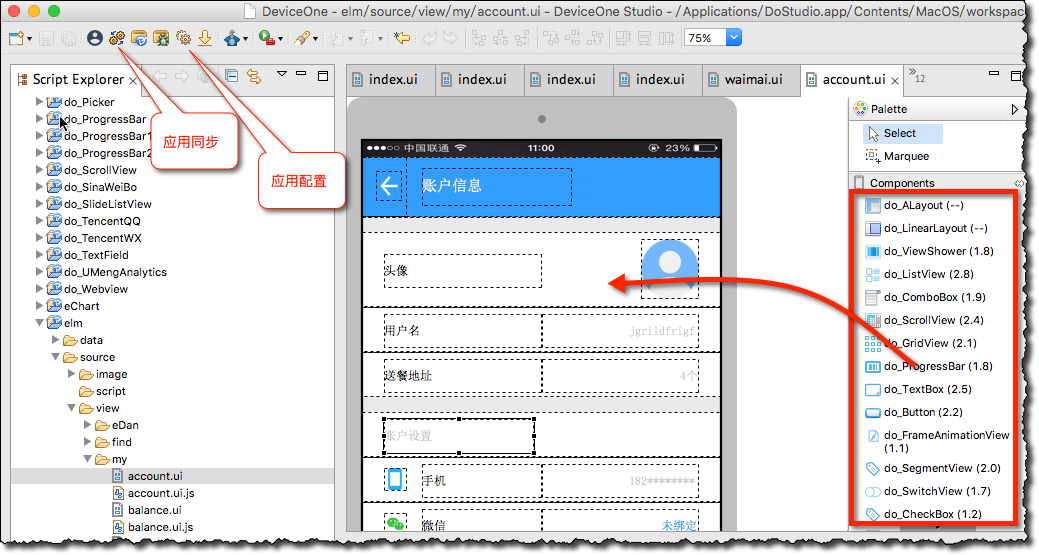 DeviceOne - elm/source/view/my/account.ui - DeviceOne Studio - /Applications/DoStudio.app/Contents/MacOS/workspac
75%
Script Explorer
index.ui
index.ui
index.ui
index.ui
waimai.ui
account.ui
12
do_Picker
do_ProgressBar
do_ProgressBar1
do_ProgressBar2
do_ScrollView
do_SinaWeiBo
do_SlideListView
do_TencentQQ
do_TencentWX
do_TextField
do_UMengAnalytics
do_Webview
eChart
elm
data
source
image
script
view
eDan
find
my
account.ui
account.ui.js
balance.ui
balance.ui.js
应用同步
应用配置
中国联通
11:00
23%
账户信息
头像
用户名
jgrildfrigf
送餐地址
4个
账户设置
手机
182********
微信
未绑定
Palette
Select
Marquee
Components
do_ALayout (--)
do_LinearLayout (--)
do_ViewShower (1.8)
do_ListView (2.8)
do_ComboBox (1.9)
do_ScrollView (2.4)
do_GridView (2.1)
do_ProgressBar (1.8)
do_TextBox (2.5)
do_Button (2.2)
do_FrameAnimationView
(1.1)
do_SegmentView (2.0)
do_SwitchView (1.7)
do_CheckBox (1.2)